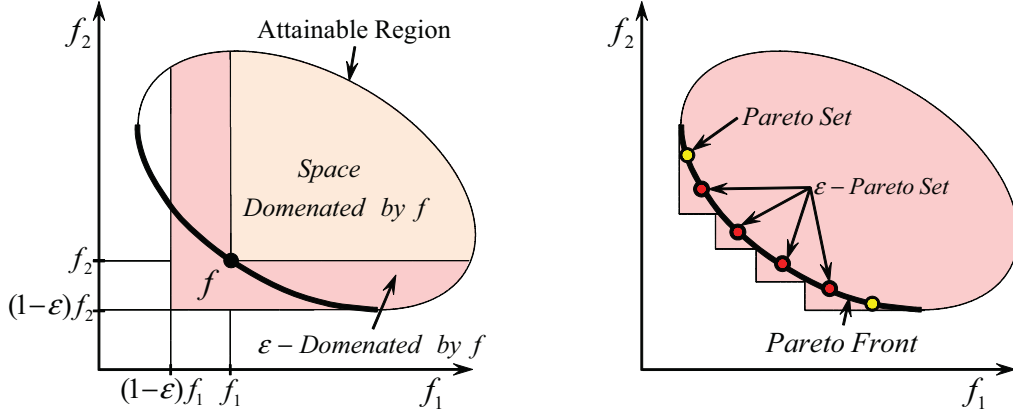 f₂
Attainable Region
Space
Domenated by f
f₂
f
(1-ε)f₂
ε – Domenated by f
(1-ε)f₁
f₁
f₁
f₂
Pareto Set
ε – Pareto Set
Pareto Front
f₁